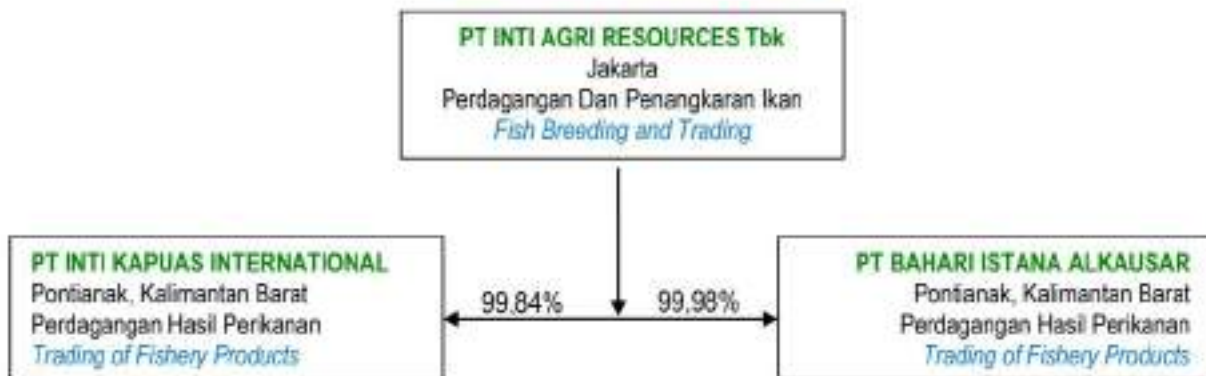 PT INTI AGRI RESOURCES Tbk
Jakarta
Perdagangan Dan Penangkaran Ikan
Fish Breeding and Trading
PT INTI KAPUAS INTERNATIONAL
Pontianak, Kalimantan Barat
Perdagangan Hasil Perikanan
Trading of Fishery Products
99,84%
99,98%
PT BAHARI ISTANA ALKAUSAR
Pontianak, Kalimantan Barat
Perdagangan Hasil Perikanan
Trading of Fishery Products